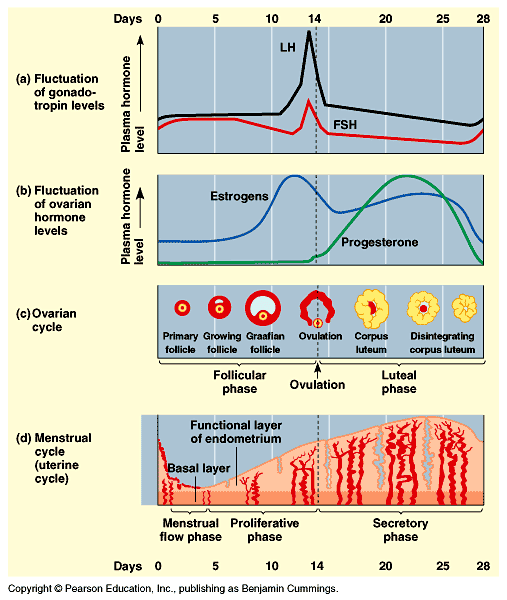 Days 0 5 10 14 20 25 28
(a) Fluctuation
of gonado-
tropin levels
Plasma hormone
level
LH
FSH
(b) Fluctuation
of ovarian
hormone
levels
Plasma hormone
level
Estrogens
Progesterone
(c) Ovarian
cycle
Primary
follicle
Growing
follicle
Graafian
follicle
Ovulation
Corpus
luteum
Disintegrating
corpus luteum
Follicular
phase
Ovulation
Luteal
phase
(d) Menstrual
cycle
(uterine
cycle)
Functional layer
of endometrium
Basal layer
Menstrual
flow phase
Proliferative
phase
Secretory
phase
Days 0 5 10 14 20 25 28
Copyright © Pearson Education, Inc., publishing as Benjamin Cummings.